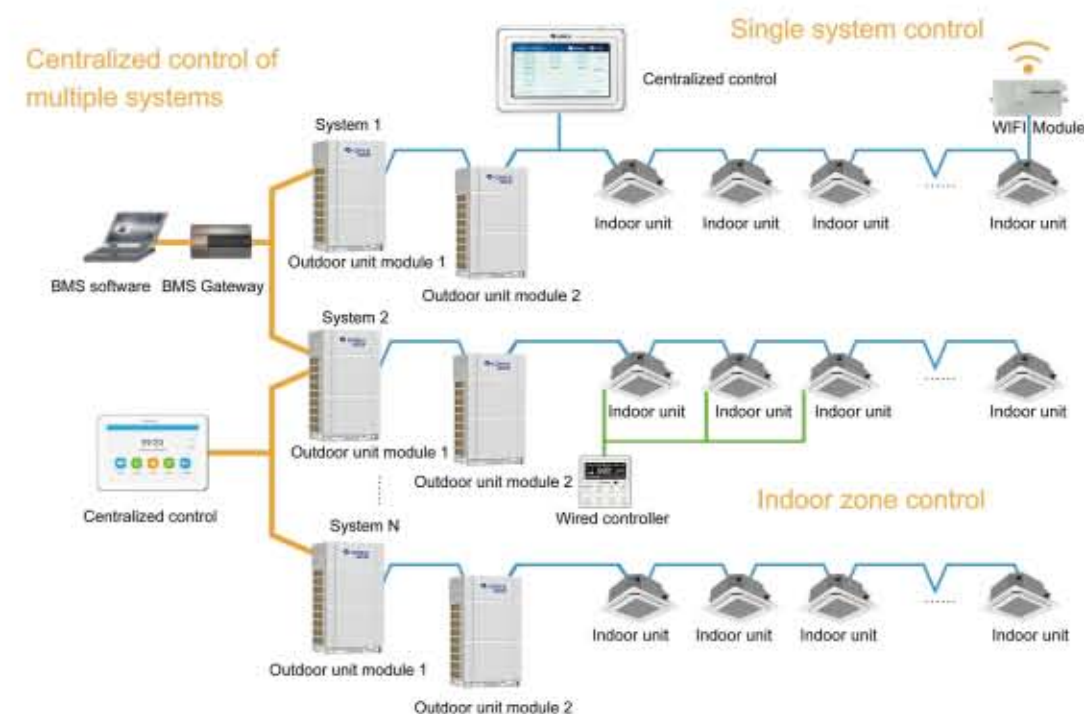 Centralized control of
multiple systems
Single system control
Centralized control
WIFI Module
System 1
Indoor unit
Indoor unit
Indoor unit
Indoor unit
BMS software
BMS Gateway
Outdoor unit module 1
Outdoor unit module 2
System 2
Indoor unit
Indoor unit
Indoor unit
Indoor unit
Outdoor unit module 1
Outdoor unit module 2
Centralized control
Wired controller
Indoor zone control
System N
Indoor unit
Indoor unit
Indoor unit
Indoor unit
Outdoor unit module 1
Outdoor unit module 2